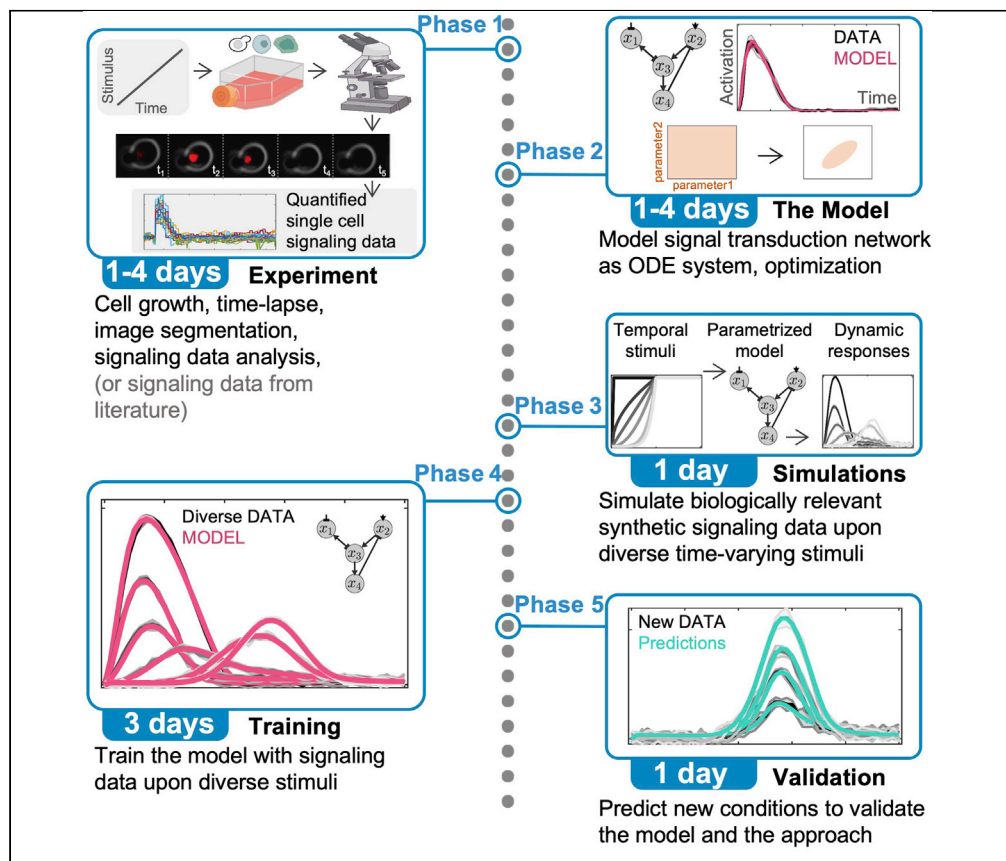 Phase 1
Stimulus
Time
t1
t2
t3
t4
t5
Quantified
single cell
signaling data
1-4 days
Experiment
Cell growth, time-lapse,
image segmentation,
signaling data analysis,
(or signaling data from
literature)
Phase 2
x1
x2
x3
x4
Activation
DATA
MODEL
Time
parameter2
parameter1
1-4 days
The Model
Model signal transduction network
as ODE system, optimization
Phase 3
Temporal
stimuli
Parametrized
model
Dynamic
responses
x1
x2
x3
x4
1 day
Simulations
Simulate biologically relevant
synthetic signaling data upon
diverse time-varying stimuli
Phase 4
Diverse DATA
MODEL
x1
x2
x3
x4
3 days
Training
Train the model with signaling
data upon diverse stimuli
Phase 5
New DATA
Predictions
1 day
Validation
Predict new conditions to validate
the model and the approach